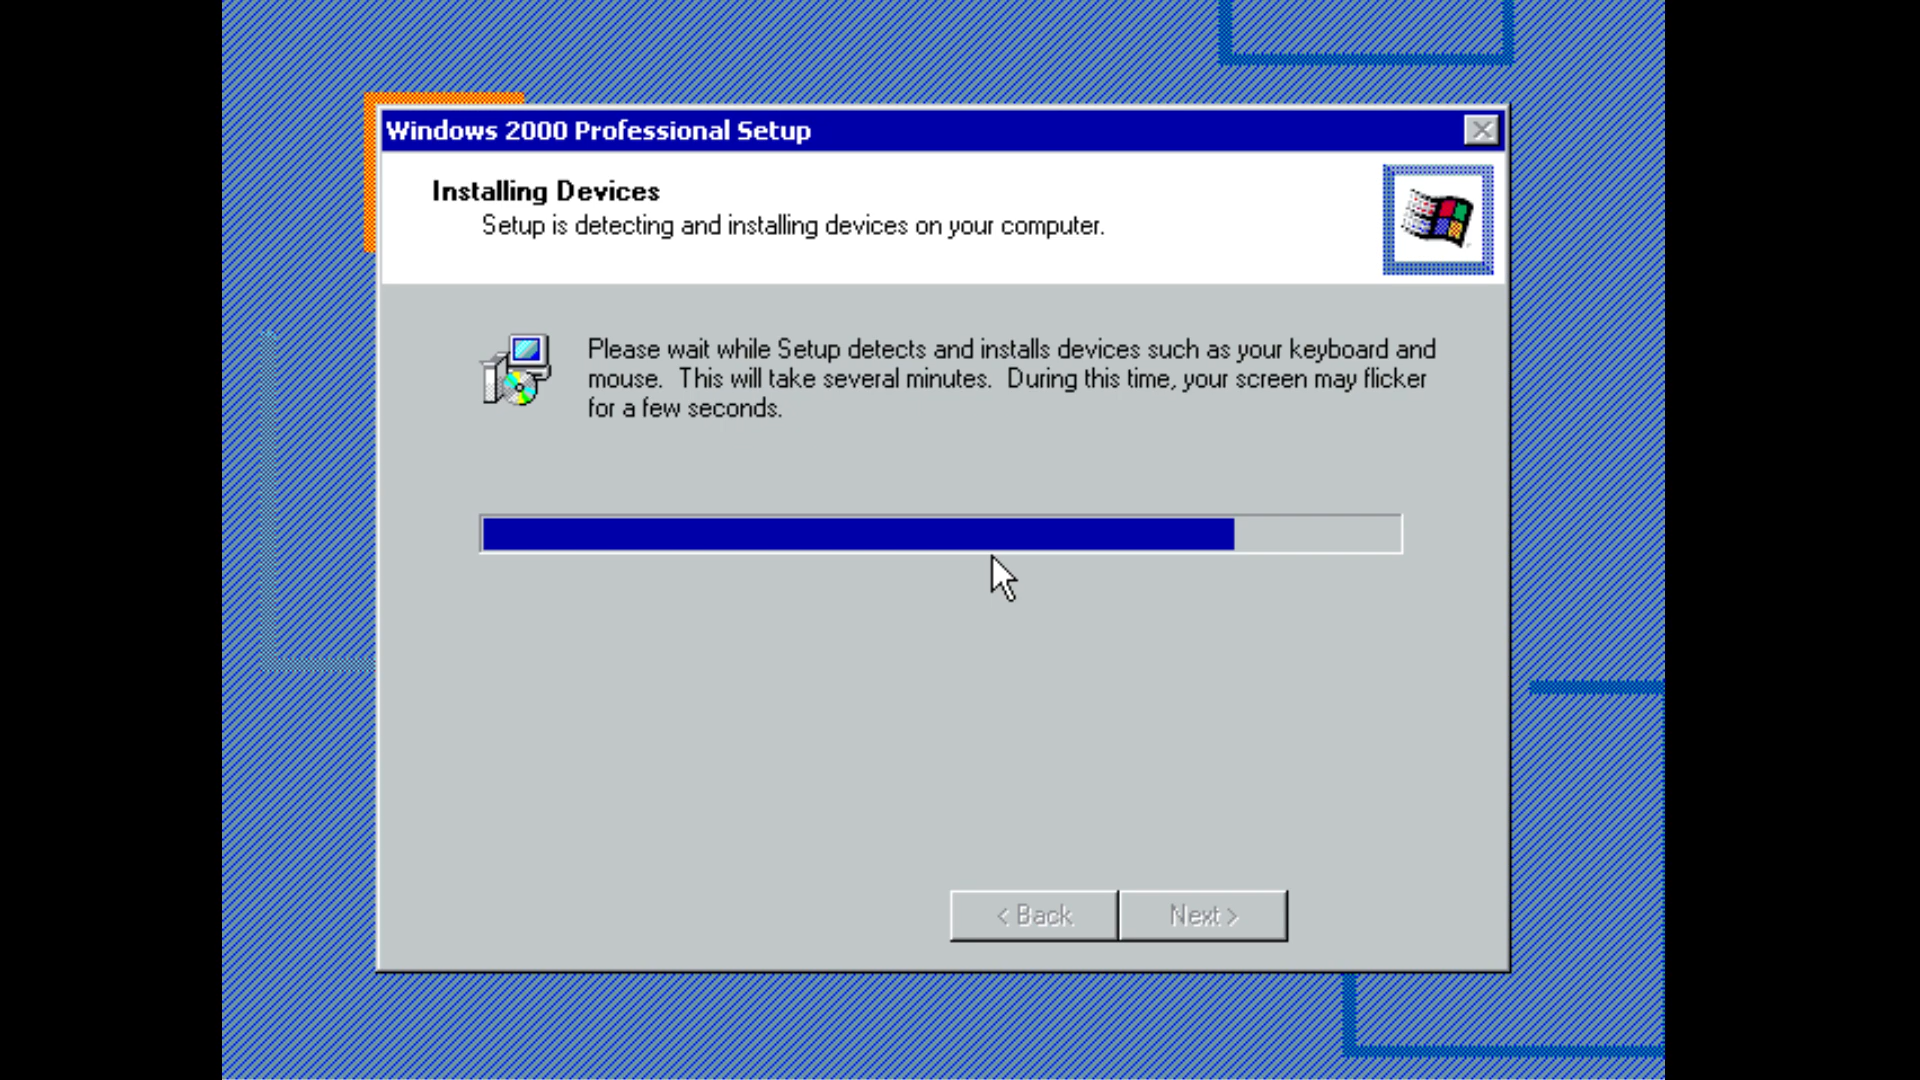 Windows 2000 Professional Setup
Installing Devices
Setup is detecting and installing devices on your computer.
Please wait while Setup detects and installs devices such as your keyboard and
mouse.  This will take several minutes.  During this time, your screen may flicker
for a few seconds.
< Back
Next >